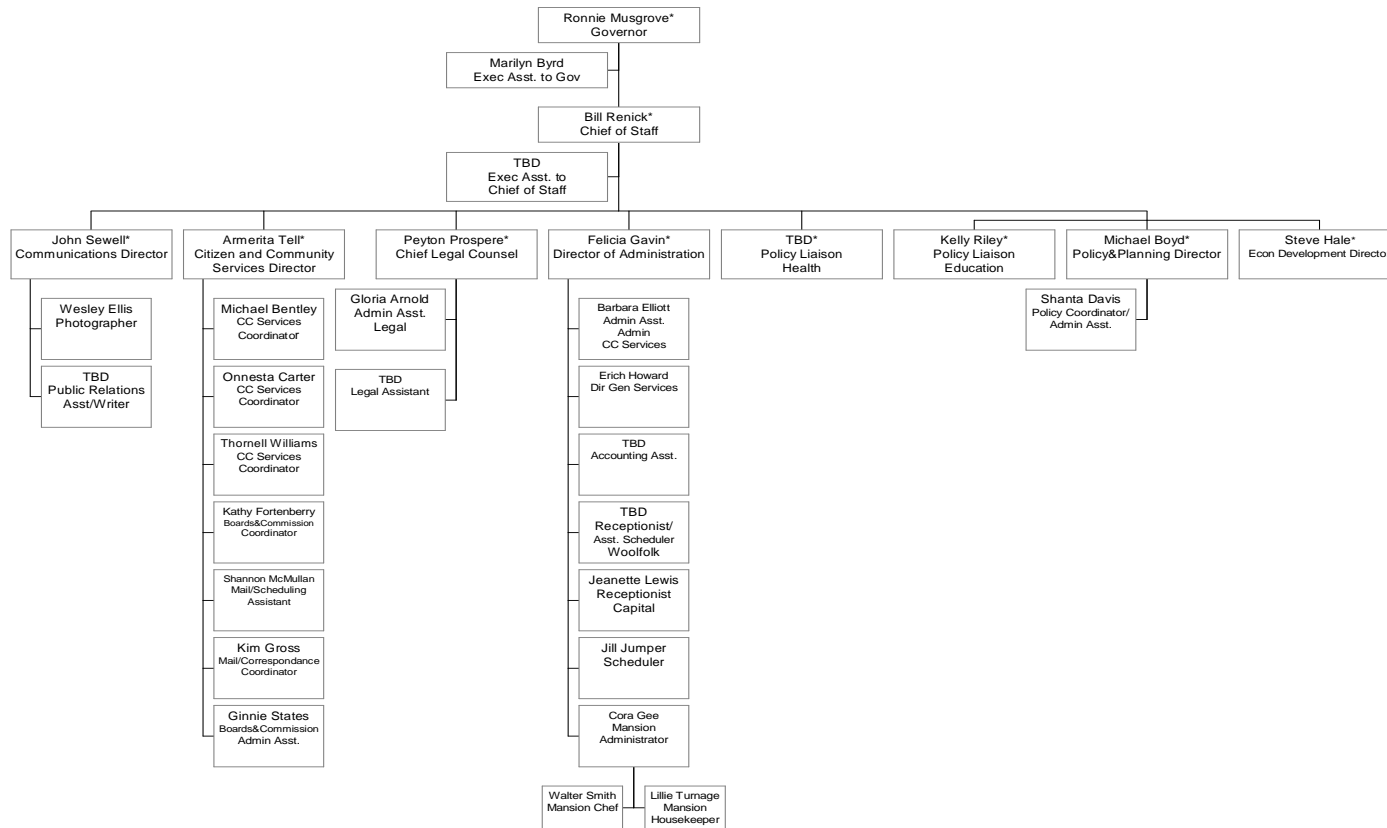 Ronnie Musgrove*
Governor
Marilyn Byrd
Exec Asst. to Gov
Bill Renick*
Chief of Staff
TBD
Exec Asst. to
Chief of Staff
John Sewell*
Communications Director
Armerita Tell*
Citizen and Community
Services Director
Peyton Prospere*
Chief Legal Counsel
Felicia Gavin*
Director of Administration
TBD*
Policy Liaison
Health
Kelly Riley*
Policy Liaison
Education
Michael Boyd*
Policy&Planning Director
Steve Hale*
Econ Development Directo
Wesley Ellis
Photographer
TBD
Public Relations
Asst/Writer
Michael Bentley
CC Services
Coordinator
Onnesta Carter
CC Services
Coordinator
Thornell Williams
CC Services
Coordinator
Kathy Fortenberry
Boards&Commission
Coordinator
Shannon McMullan
Mail/Scheduling
Assistant
Kim Gross
Mail/Correspondance
Coordinator
Ginnie States
Boards&Commission
Admin Asst.
Gloria Arnold
Admin Asst.
Legal
TBD
Legal Assistant
Barbara Elliott
Admin Asst.
Admin
CC Services
Erich Howard
Dir Gen Services
TBD
Accounting Asst.
TBD
Receptionist/
Asst. Scheduler
Woolfolk
Jeanette Lewis
Receptionist
Capital
Jill Jumper
Scheduler
Cora Gee
Mansion
Administrator
Walter Smith
Mansion Chef
Lillie Turnage
Mansion
Housekeeper
Shanta Davis
Policy Coordinator/
Admin Asst.